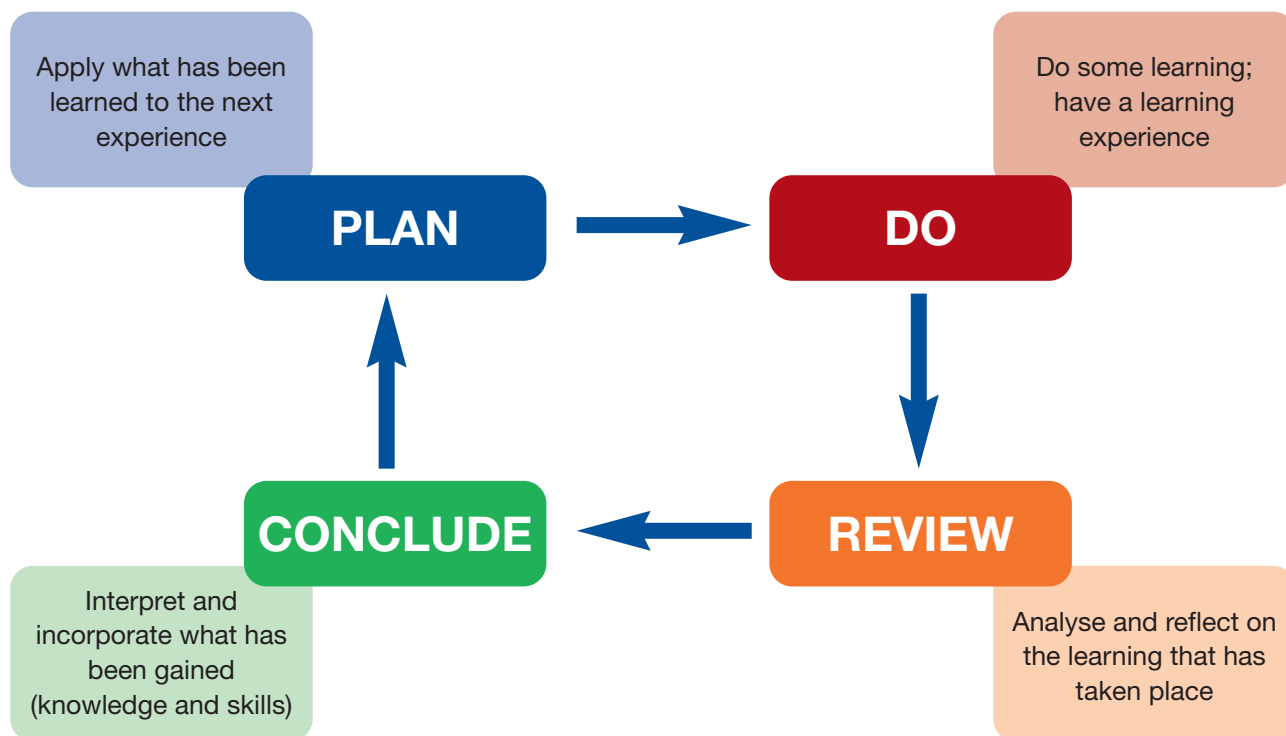 Apply what has been
learned to the next
experience
PLAN
Do some learning;
have a learning
experience
DO
CONCLUDE
Interpret and
incorporate what has
been gained
(knowledge and skills)
REVIEW
Analyse and reflect on
the learning that has
taken place